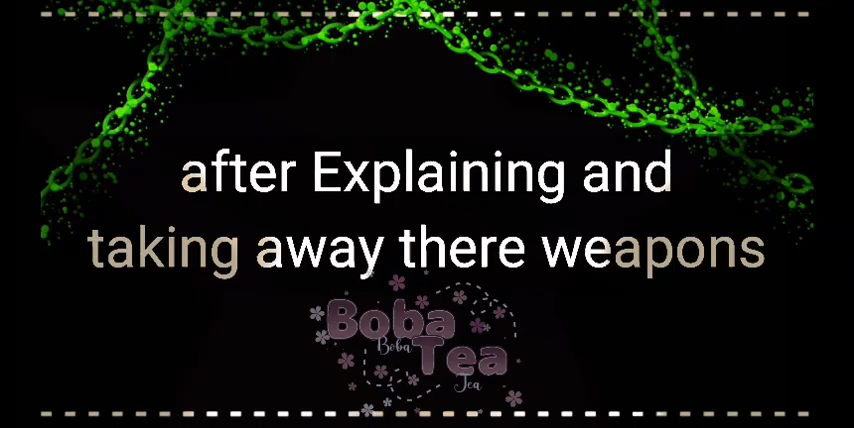 after Explaining and
taking away there weapons
Boba
Boba
Tea
Tea